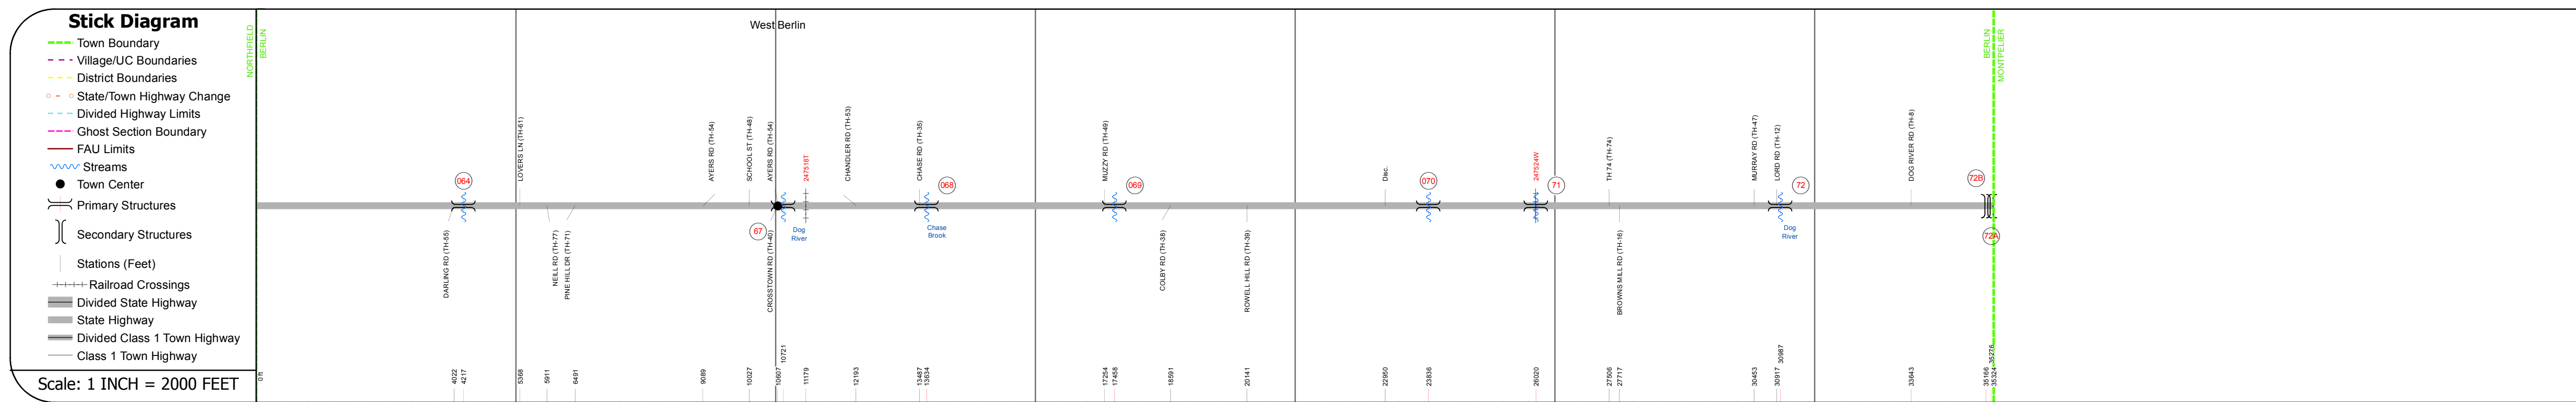 Stick Diagram
Town Boundary
Village/UC Boundaries
District Boundaries
State/Town Highway Change
Divided Highway Limits
Ghost Section Boundary
FAU Limits
Streams
Town Center
Primary Structures
Secondary Structures
Stations (Feet)
Railroad Crossings
Divided State Highway
State Highway
Divided Class 1 Town Highway
Class 1 Town Highway
Scale: 1 INCH = 2000 FEET
NORTHFIELD
BERLIN
West Berlin
BERLIN
MONTPELIER
LOVERS LN (TH-61)
AYERS RD (TH-54)
SCHOOL ST (TH-48)
AYERS RD (TH-54)
247518T
CHANDLER RD (TH-53)
CHASE RD (TH-35)
MUZZY RD (TH-49)
Disc.
247524W
TH 74 (TH-74)
MURRAY RD (TH-47)
LORD RD (TH-12)
DOG RIVER RD (TH-8)
064
068
069
070
71
72
72B
67
72A
Dog
River
Chase
Brook
Dog
River
DARLING RD (TH-55)
NEILL RD (TH-77)
PINE HILL DR (TH-71)
CROSSTOWN RD (TH-40)
COLBY RD (TH-38)
ROWELL HILL RD (TH-39)
BROWNS MILL RD (TH-16)
0 ft
4022
4217
5368
5911
6491
9089
10027
10607
10721
11179
12193
13487
13634
17254
17458
18591
20141
22950
23836
26020
27506
27717
30453
30917
30987
33643
35166
35276
35324